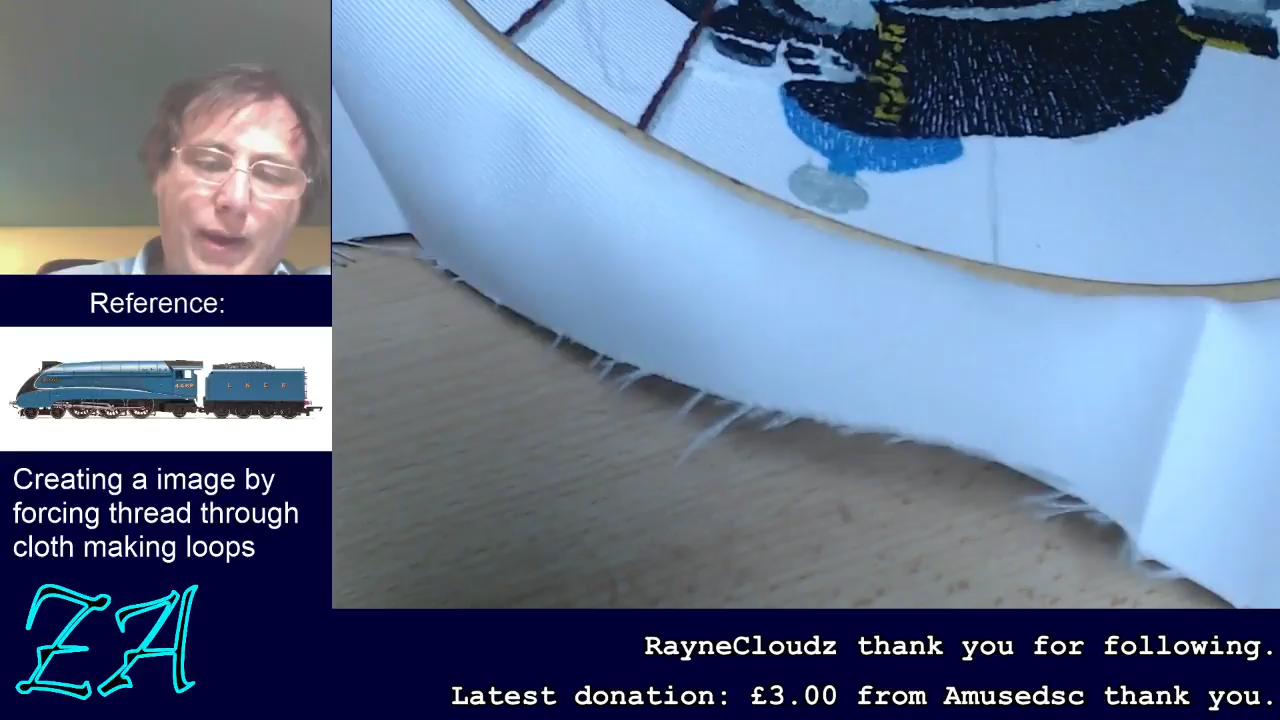 Reference:
Creating a image by
forcing thread through
cloth making loops
ZA
RayneCloudz thank you for following.
Latest donation: £3.00 from Amusedsc thank you.